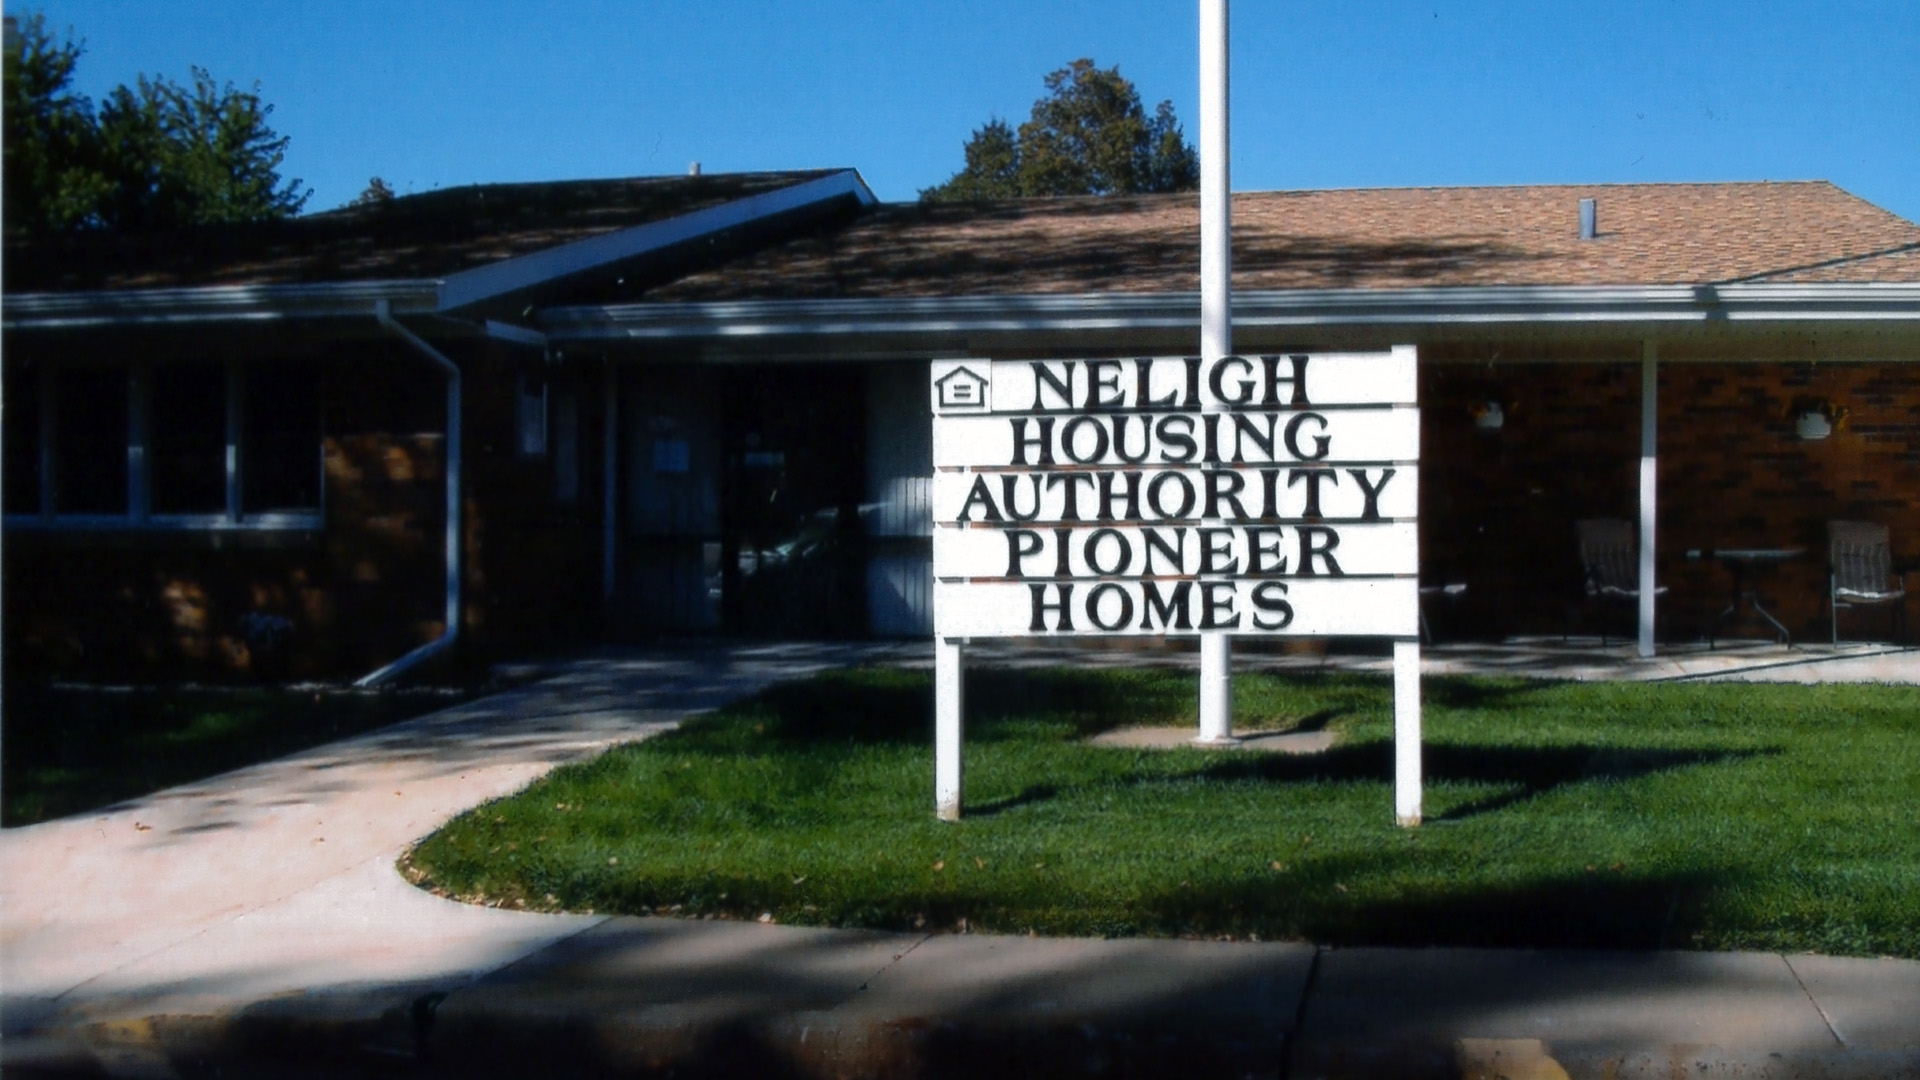 NELIGH
HOUSING
AUTHORITY
PIONEER
HOMES